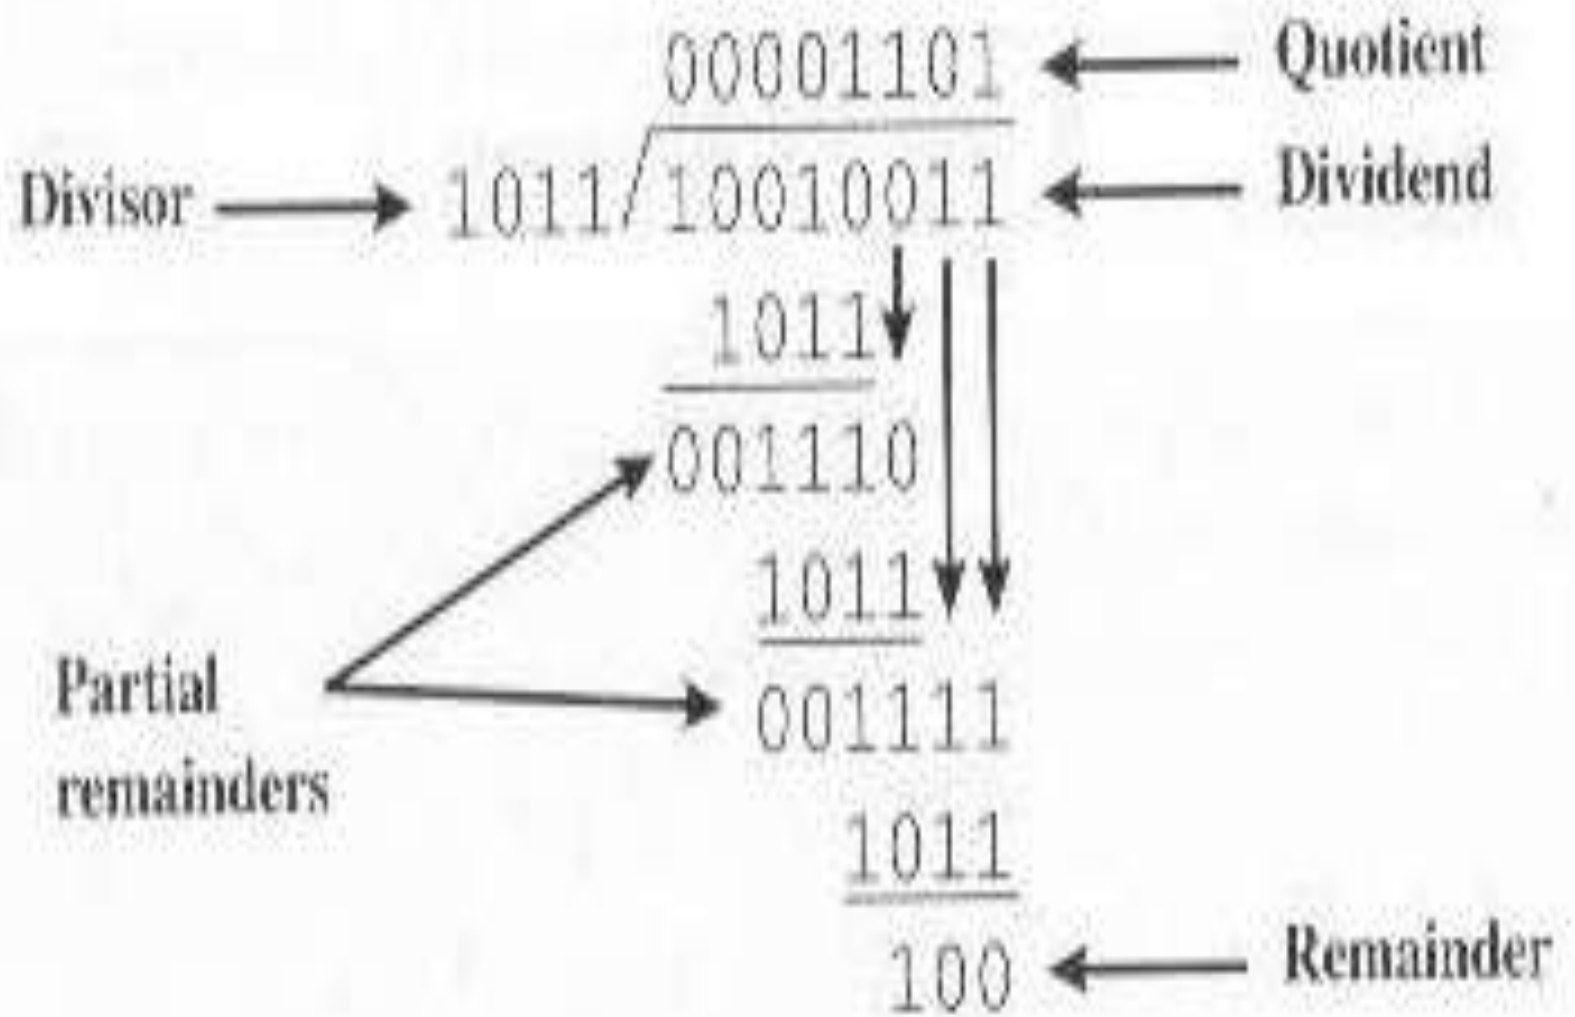 00001101 Quotient
Divisor 1011 10010011 Dividend
1011
001110
1011
Partial
remainders
001111
1011
100 Remainder